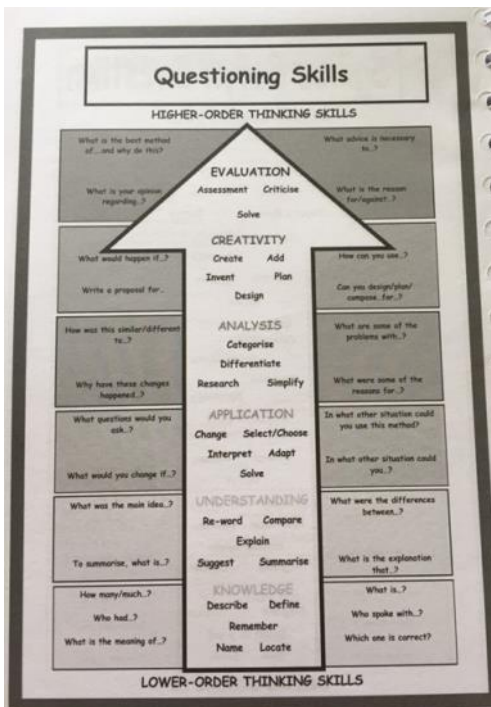 Questioning Skills
HIGHER-ORDER THINKING SKILLS
What is the best method
of...and why do this?
What is your opinion
regarding..?
EVALUATION
Assessment Criticise
Solve
What advice is necessary
to..?
What is the reason
for/against..?
What would happen if..?
Write a proposal for..
CREATIVITY
Create Add
Invent Plan
Design
How can you use..?
Can you design/plan/
compose..for..?
How was this similar/different
to..?
Why have these changes
happened..?
ANALYSIS
Categorise
Differentiate
Research Simplify
What are some of the
problems with..?
What were some of the
reasons for..?
What questions would you
ask..?
What would you change if..?
APPLICATION
Change Select/Choose
Interpret Adapt
Solve
In what other situation could
you use this method?
In what other situation could
you..?
What was the main idea..?
To summarise, what is..?
UNDERSTANDING
Re-word Compare
Explain
Suggest Summarise
What were the differences
between..?
What is the explanation
that..?
How many/much..?
Who had..?
What is the meaning of..?
KNOWLEDGE
Describe Define
Remember
Name Locate
What is..?
Who spoke with..?
Which one is correct?
LOWER-ORDER THINKING SKILLS